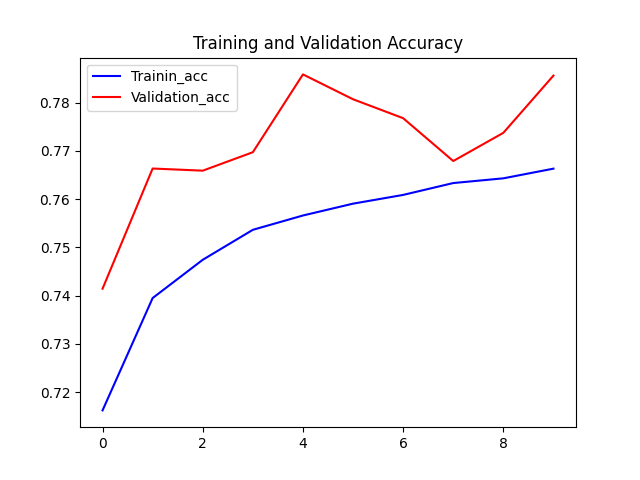 Training and Validation Accuracy
Trainin_acc
Validation_acc
0.78
0.77
0.76
0.75
0.74
0.73
0.72
0 2 4 6 8